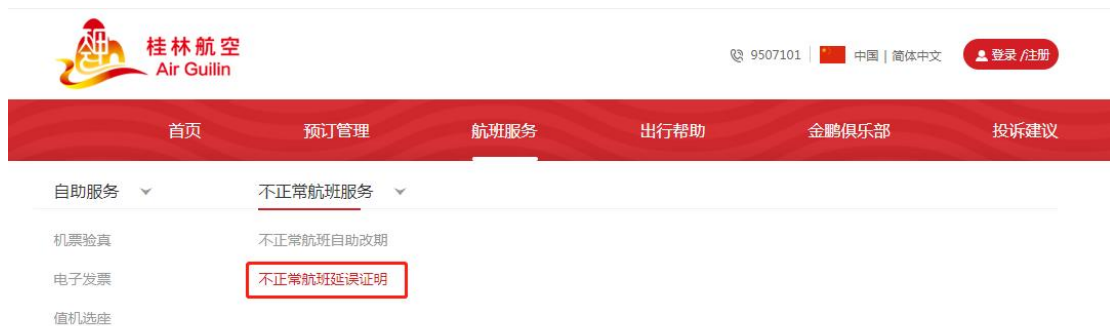 桂林航空
Air Guilin
9507101 中国 | 简体中文 登录 /注册
首页 预订管理 航班服务 出行帮助 金鹏俱乐部 投诉建议
自助服务 不正常航班服务
机票验真 不正常航班自助改期
电子发票 不正常航班延误证明
值机选座